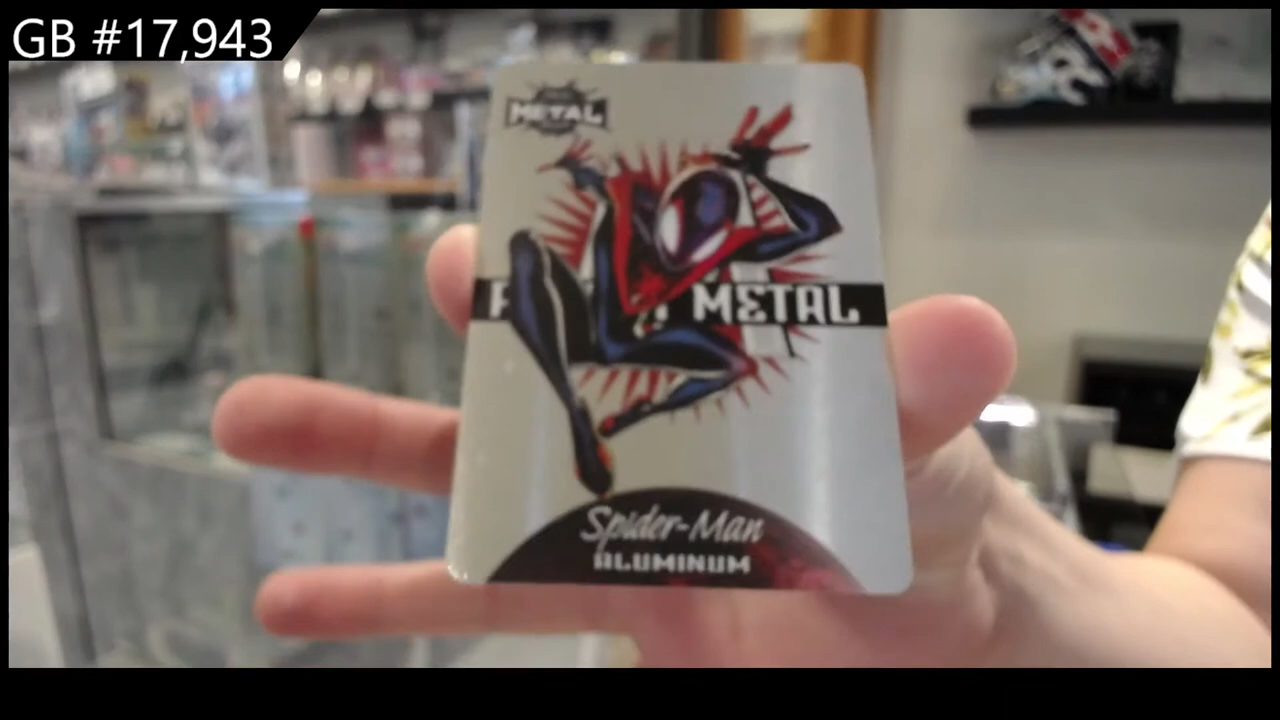 GB #17,943
METAL
METAL
Spider-Man
ALUMINUM